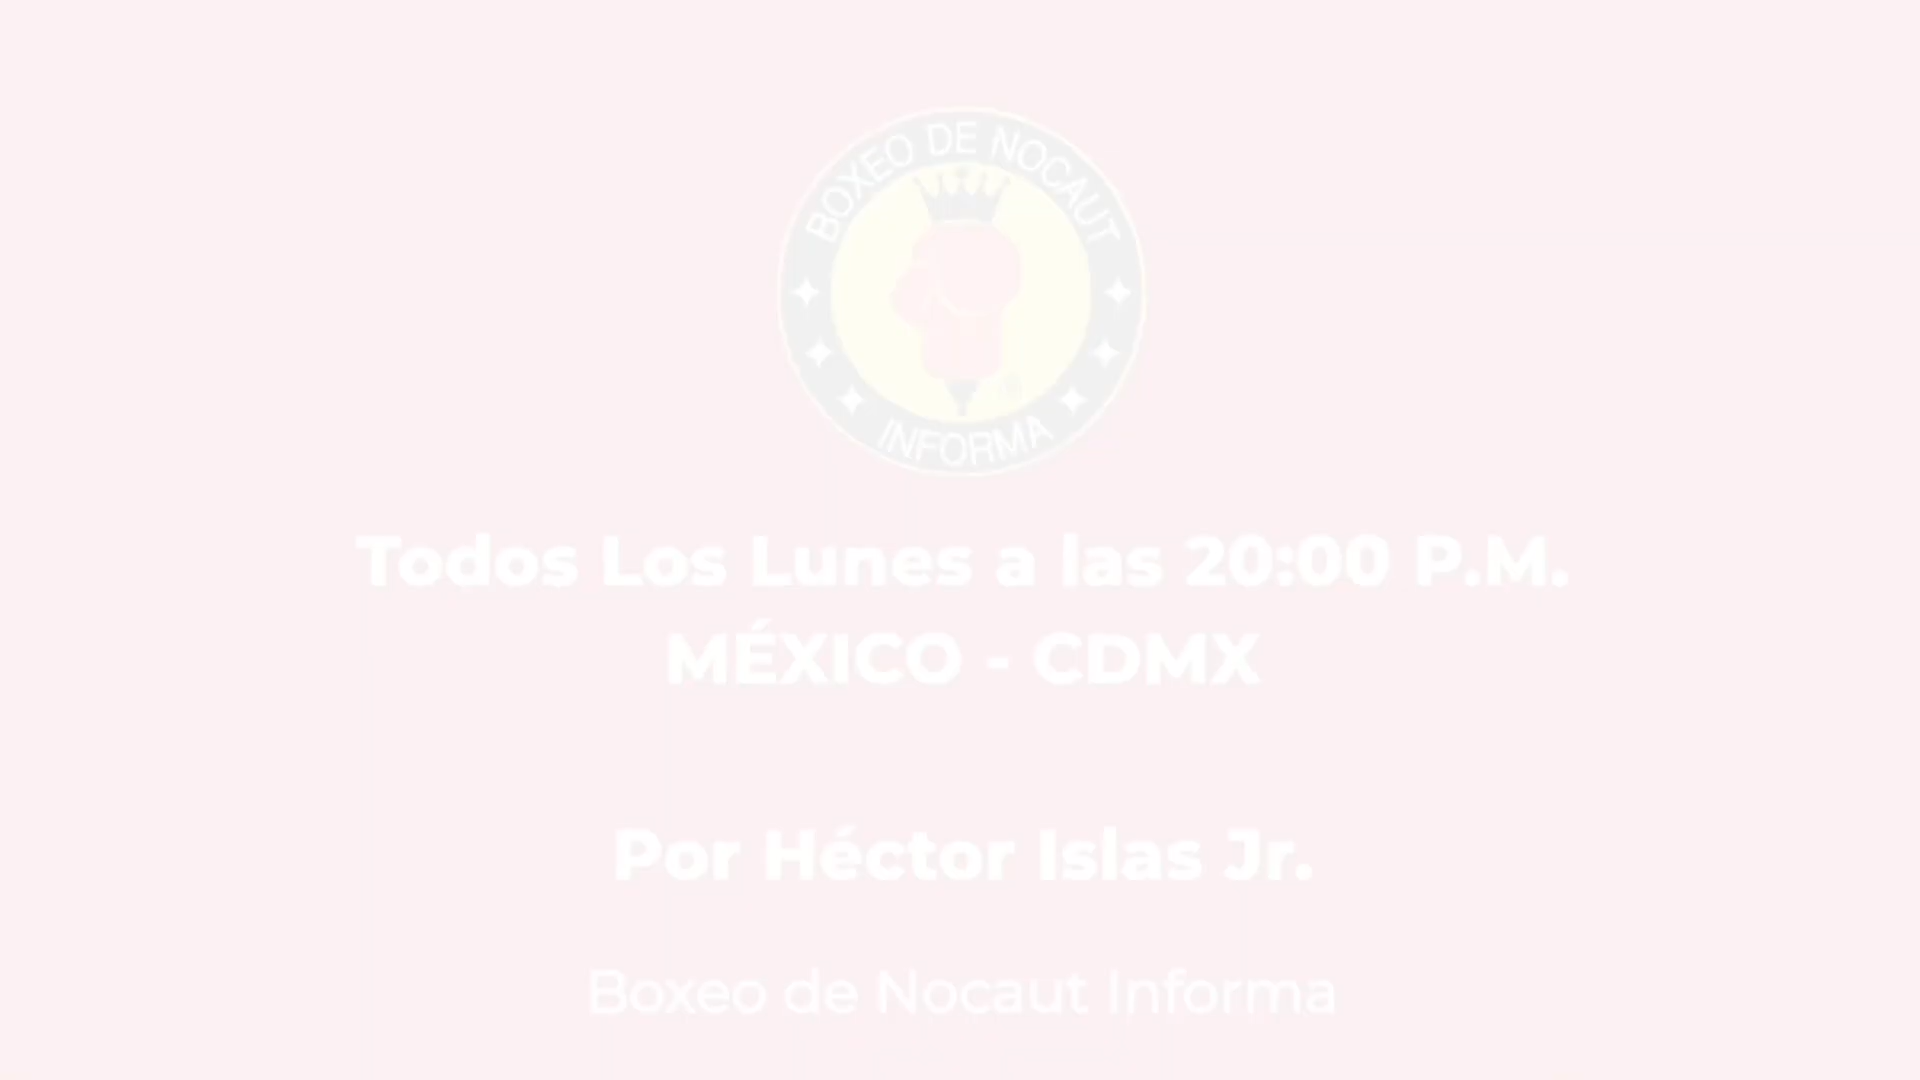 BOXEO DE NOCAUT
INFORMA
Todos Los Lunes a las 20:00 P.M.
MÉXICO - CDMX
Por Héctor Islas Jr.
Boxeo de Nocaut Informa